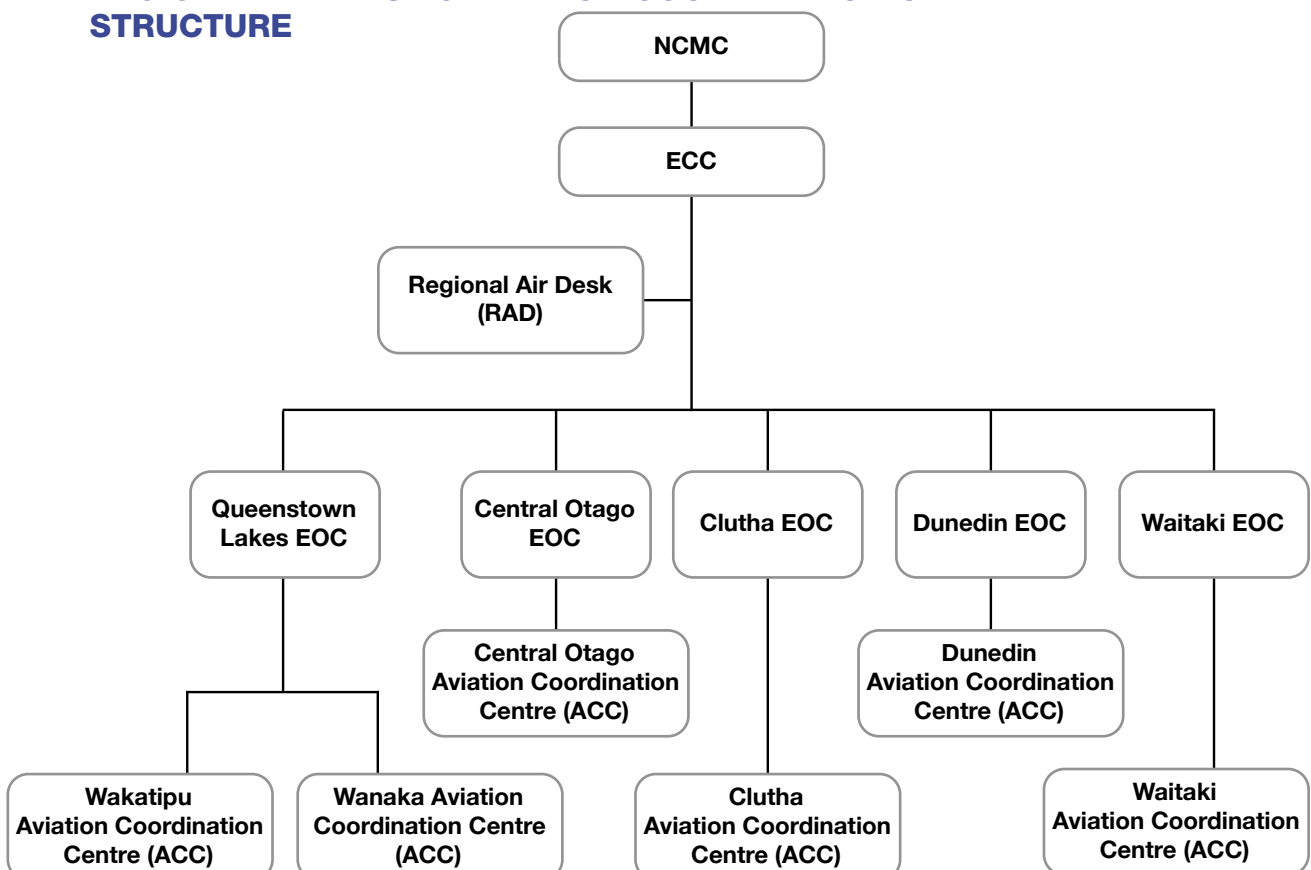 STRUCTURE
NCMC
ECC
Regional Air Desk
(RAD)
Queenstown
Lakes EOC
Central Otago
EOC
Clutha EOC
Dunedin EOC
Waitaki EOC
Central Otago
Aviation Coordination
Centre (ACC)
Dunedin
Aviation Coordination
Centre (ACC)
Wakatipu
Aviation Coordination
Centre (ACC)
Wanaka Aviation
Coordination Centre
(ACC)
Clutha
Aviation Coordination
Centre (ACC)
Waitaki
Aviation Coordination
Centre (ACC)